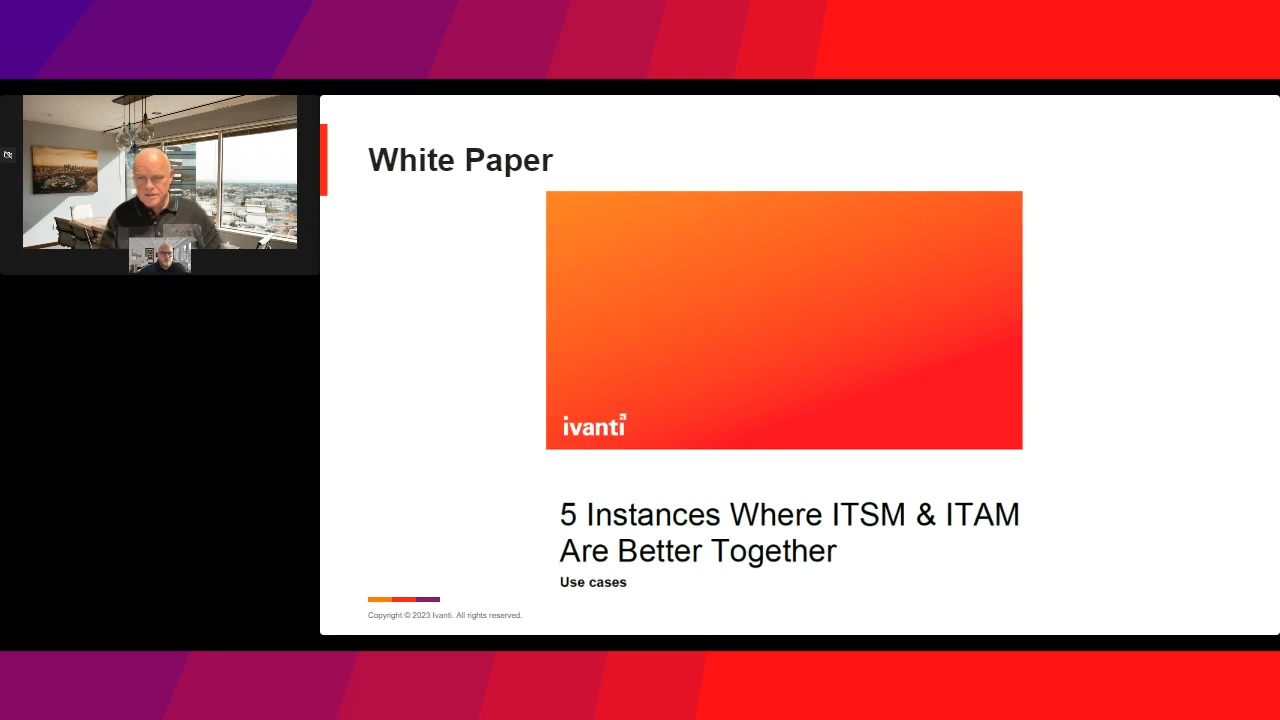 White Paper
ivanti
5 Instances Where ITSM & ITAM
Are Better Together
Use cases
Copyright © 2023 Ivanti. All rights reserved.